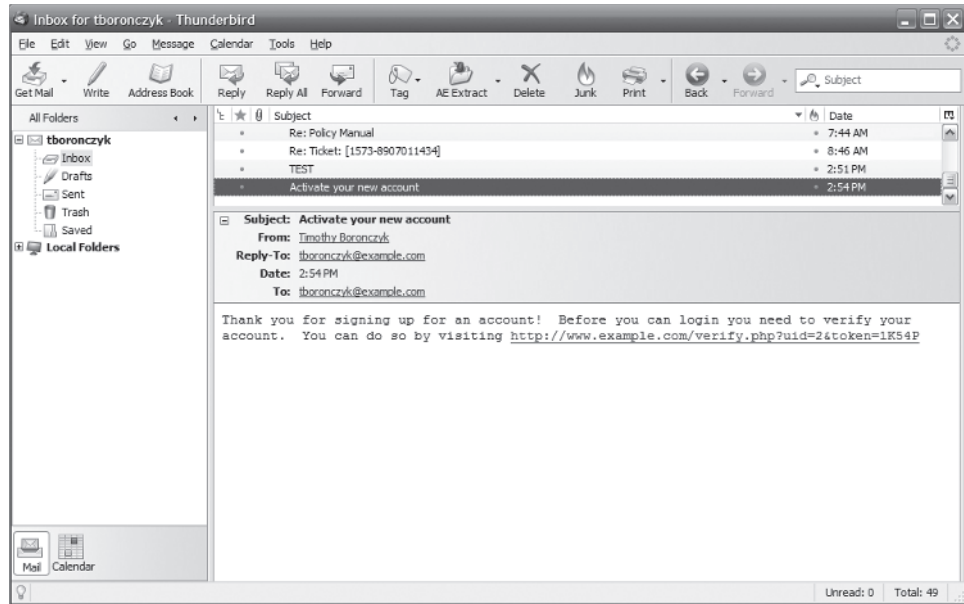 Inbox for tboronczyk - Thunderbird
File Edit View Go Message Calendar Tools Help
Get Mail Write Address Book Reply Reply All Forward Tag AE Extract Delete Junk Print Back Forward Subject
All Folders
tboronczyk
Inbox
Drafts
Sent
Trash
Saved
Local Folders
Subject Date
Re: Policy Manual 7:44 AM
Re: Ticket: [1573-8907011434] 8:46 AM
TEST 2:51 PM
Activate your new account 2:54 PM
Subject: Activate your new account
From: Timothy Boronczyk
Reply-To: tboronczyk@example.com
Date: 2:54 PM
To: tboronczyk@example.com
Thank you for signing up for an account! Before you can login you need to verify your
account. You can do so by visiting http://www.example.com/verify.php?uid=2&token=1K54P
Mail Calendar
Unread: 0 Total: 49